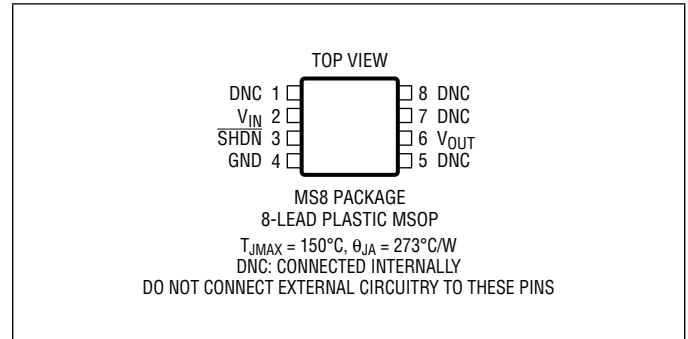 TOP VIEW
DNC 1 8 DNC
VIN 2 7 DNC
SHDN 3 6 VOUT
GND 4 5 DNC
MS8 PACKAGE
8-LEAD PLASTIC MSOP
TJMAX = 150°C, θJA = 273°C/W
DNC: CONNECTED INTERNALLY
DO NOT CONNECT EXTERNAL CIRCUITRY TO THESE PINS